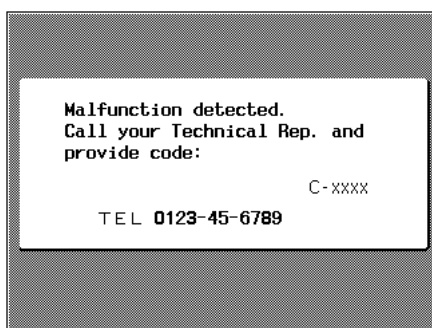 Malfunction detected.
Call your Technical Rep. and
provide code:
C-xxxx
TEL 0123-45-6789